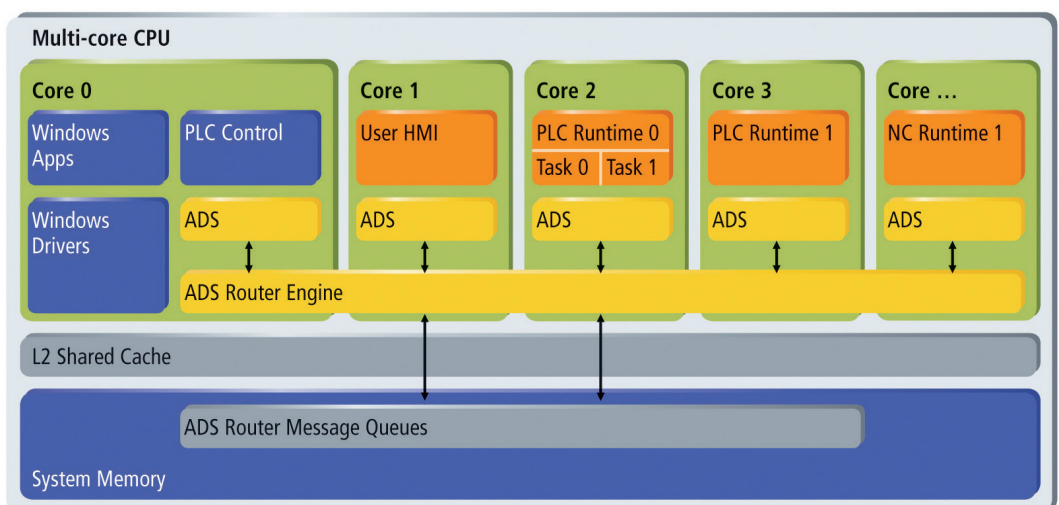 Multi-core CPU
Core 0
Windows
Apps
PLC Control
Windows
Drivers
ADS
Core 1
User HMI
ADS
Core 2
PLC Runtime 0
Task 0
Task 1
ADS
Core 3
PLC Runtime 1
ADS
Core …
NC Runtime 1
ADS
ADS Router Engine
L2 Shared Cache
ADS Router Message Queues
System Memory